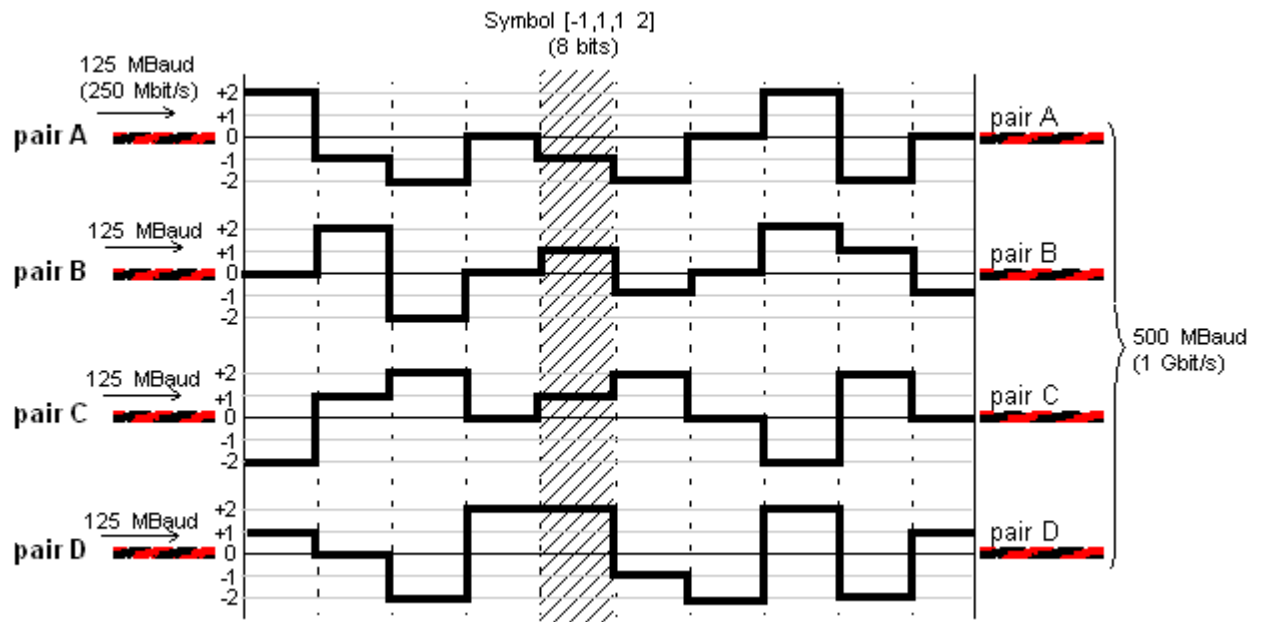 Symbol [-1,1,1 2]
(8 bits)
125 MBaud
(250 Mbit/s)
pair A
+2
+1
0
-1
-2
pair A
125 MBaud
pair B
+2
+1
0
-1
-2
pair B
500 MBaud
(1 Gbit/s)
125 MBaud
pair C
+2
+1
0
-1
-2
pair C
125 MBaud
pair D
+2
+1
0
-1
-2
pair D